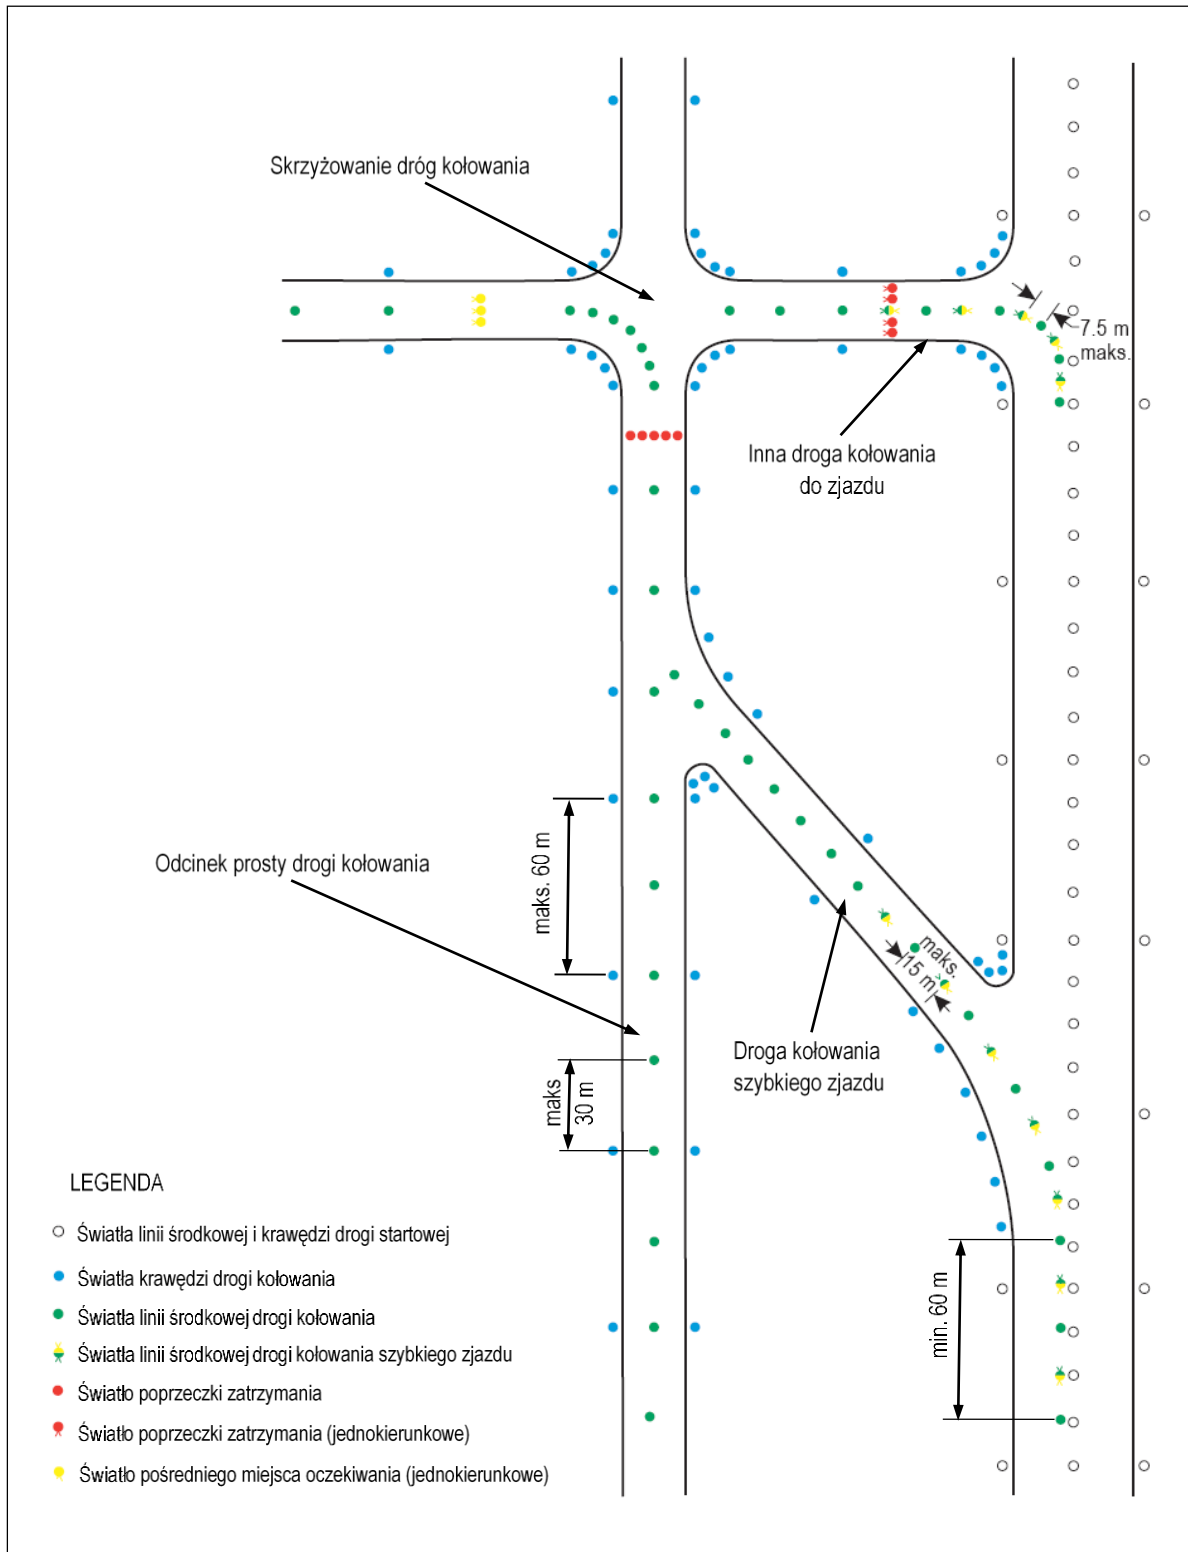 Skrzyżowanie dróg kołowania
7.5 m
maks.
Inna droga kołowania
do zjazdu
maks. 60 m
Odcinek prosty drogi kołowania
maks.
15 m
Droga kołowania
szybkiego zjazdu
maks
30 m
min. 60 m
LEGENDA
Światła linii środkowej i krawędzi drogi startowej
Światła krawędzi drogi kołowania
Światła linii środkowej drogi kołowania
Światła linii środkowej drogi kołowania szybkiego zjazdu
Światło poprzeczki zatrzymania
Światło poprzeczki zatrzymania (jednokierunkowe)
Światło pośredniego miejsca oczekiwania (jednokierunkowe)